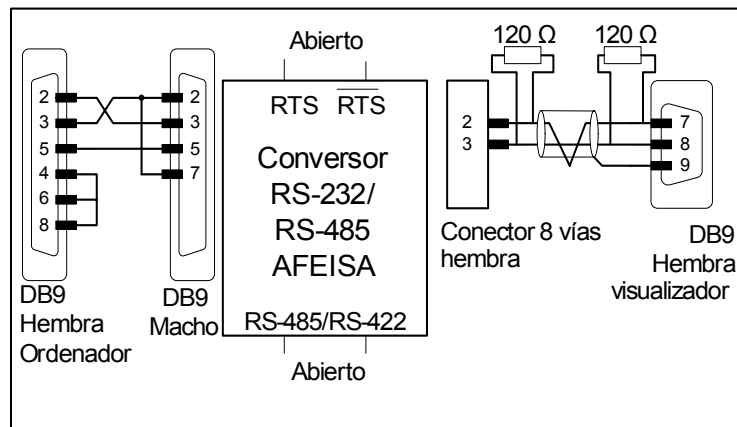 120 Ω
120 Ω
Abierto
2
3
5
4
6
8
2
3
5
7
RTS RTS
Conversor
RS-232/
RS-485
AFEISA
RS-485/RS-422
Abierto
2
3
7
8
9
DB9
Hembra
Ordenador
DB9
Macho
Conector 8 vías
hembra
DB9
Hembra
visualizador